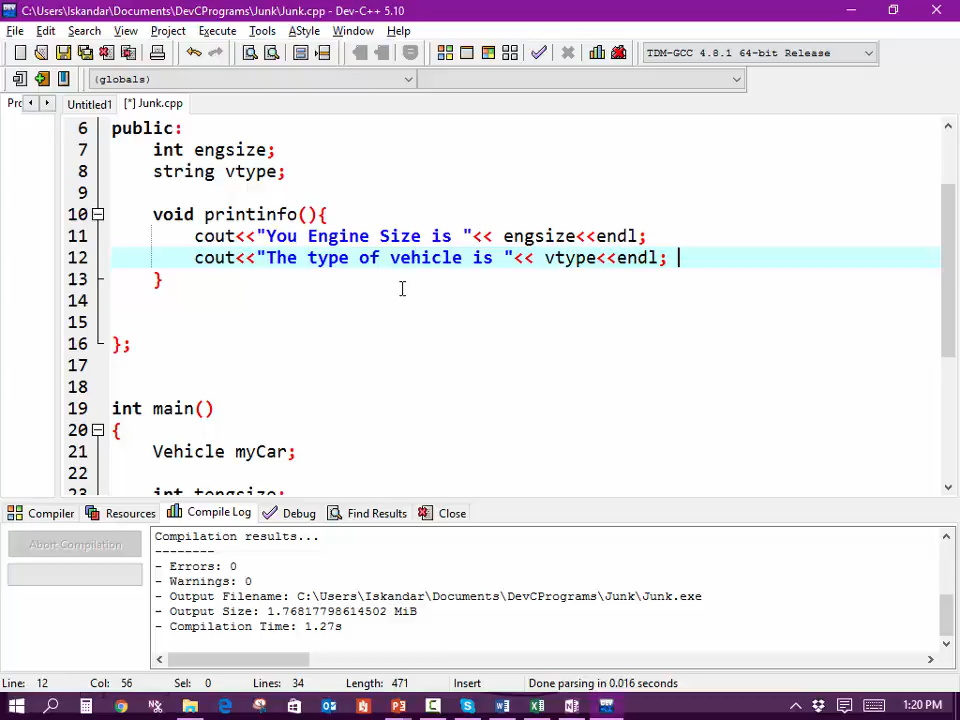 C:\Users\Iskandar\Documents\DevCPrograms\Junk\Junk.cpp - Dev-C++ 5.10
File Edit Search View Project Execute Tools AStyle Window Help
TDM-GCC 4.8.1 64-bit Release
(globals)
Prc Untitled1 [*] Junk.cpp
6 public:
7 int engsize;
8 string vtype;
9
10 void printinfo(){
11 cout<<"You Engine Size is "<< engsize<<endl;
12 cout<<"The type of vehicle is "<< vtype<<endl;
13 }
14
15
16 };
17
18
19 int main()
20 {
21 Vehicle myCar;
22
23 int tengsize;
Compiler Resources Compile Log Debug Find Results Close
Abort Compilation
Compilation results...
--------
- Errors: 0
- Warnings: 0
- Output Filename: C:\Users\Iskandar\Documents\DevCPrograms\Junk\Junk.exe
- Output Size: 1.76817798614502 MiB
- Compilation Time: 1.27s
Line: 12 Col: 56 Sel: 0 Lines: 34 Length: 471 Insert Done parsing in 0.016 seconds
1:20 PM